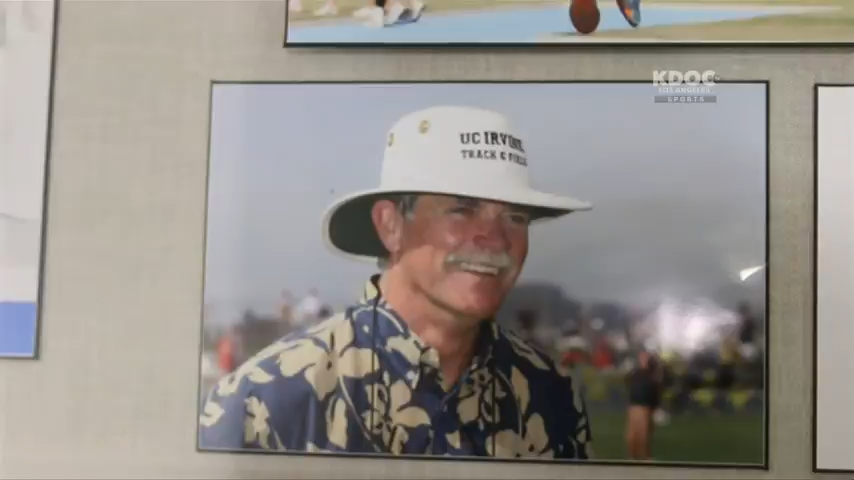 KDOC
LOS ANGELES
SPORTS
UC IRVINE
TRACK & FIELD